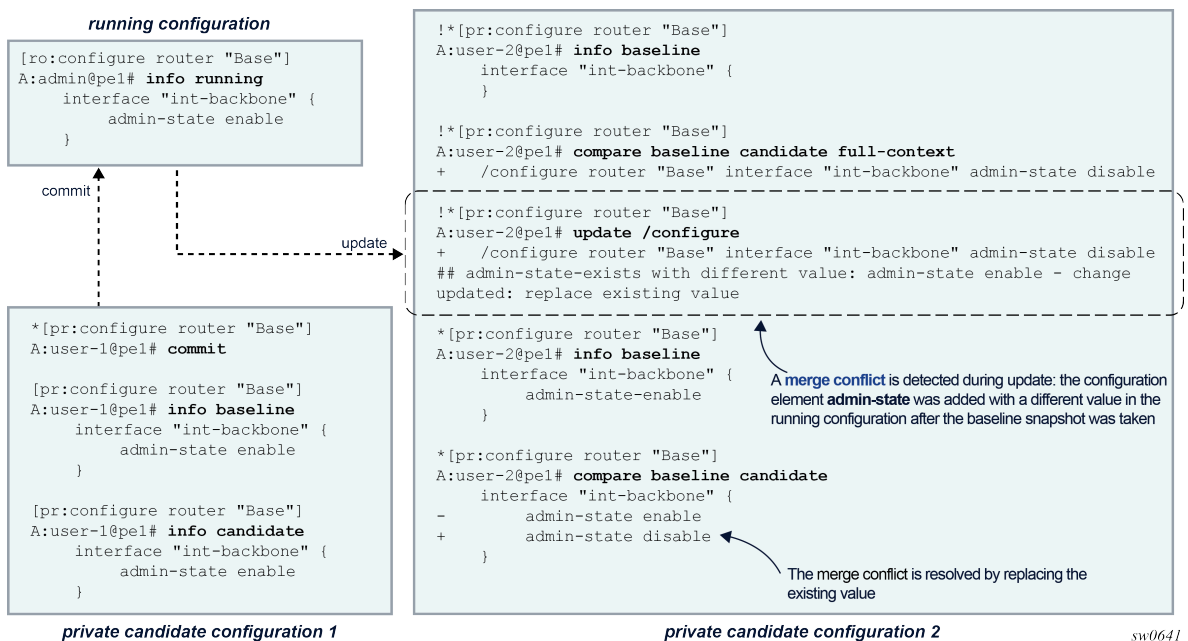 running configuration
[ro:configure router "Base"]
A:admin@pe1# info running
interface "int-backbone" {
admin-state enable
}
commit
update
*[pr:configure router "Base"]
A:user-1@pe1# commit
[pr:configure router "Base"]
A:user-1@pe1# info baseline
interface "int-backbone" {
admin-state enable
}
[pr:configure router "Base"]
A:user-1@pe1# info candidate
interface "int-backbone" {
admin-state enable
}
private candidate configuration 1
!*[pr:configure router "Base"]
A:user-2@pe1# info baseline
interface "int-backbone" {
}
!*[pr:configure router "Base"]
A:user-2@pe1# compare baseline candidate full-context
+ /configure router "Base" interface "int-backbone" admin-state disable
!*[pr:configure router "Base"]
A:user-2@pe1# update /configure
+ /configure router "Base" interface "int-backbone" admin-state disable
## admin-state-exists with different value: admin-state enable - change
updated: replace existing value
*[pr:configure router "Base"]
A:user-2@pe1# info baseline
interface "int-backbone" {
admin-state-enable
}
A merge conflict is detected during update: the configuration
element admin-state was added with a different value in the
running configuration after the baseline snapshot was taken
*[pr:configure router "Base"]
A:user-2@pe1# compare baseline candidate
interface "int-backbone" {
- admin-state enable
+ admin-state disable
}
The merge conflict is resolved by replacing the
existing value
private candidate configuration 2
sw0641